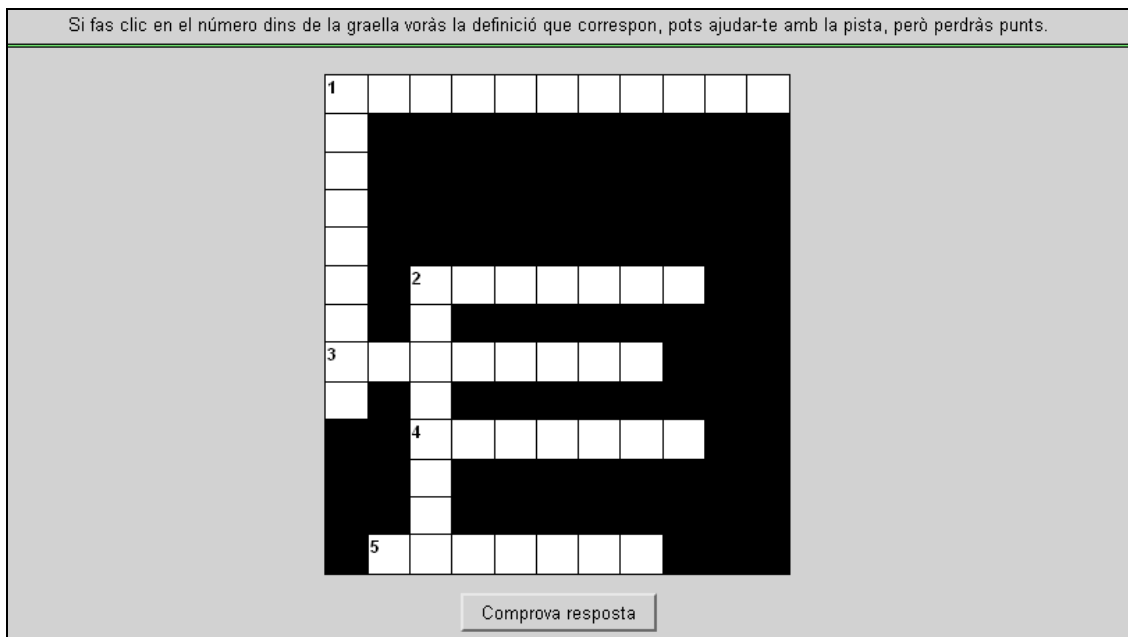 Si fas clic en el número dins de la graella voràs la definició que correspon, pots ajudar-te amb la pista, però perdràs punts.
1
2
3
4
5
Comprova resposta